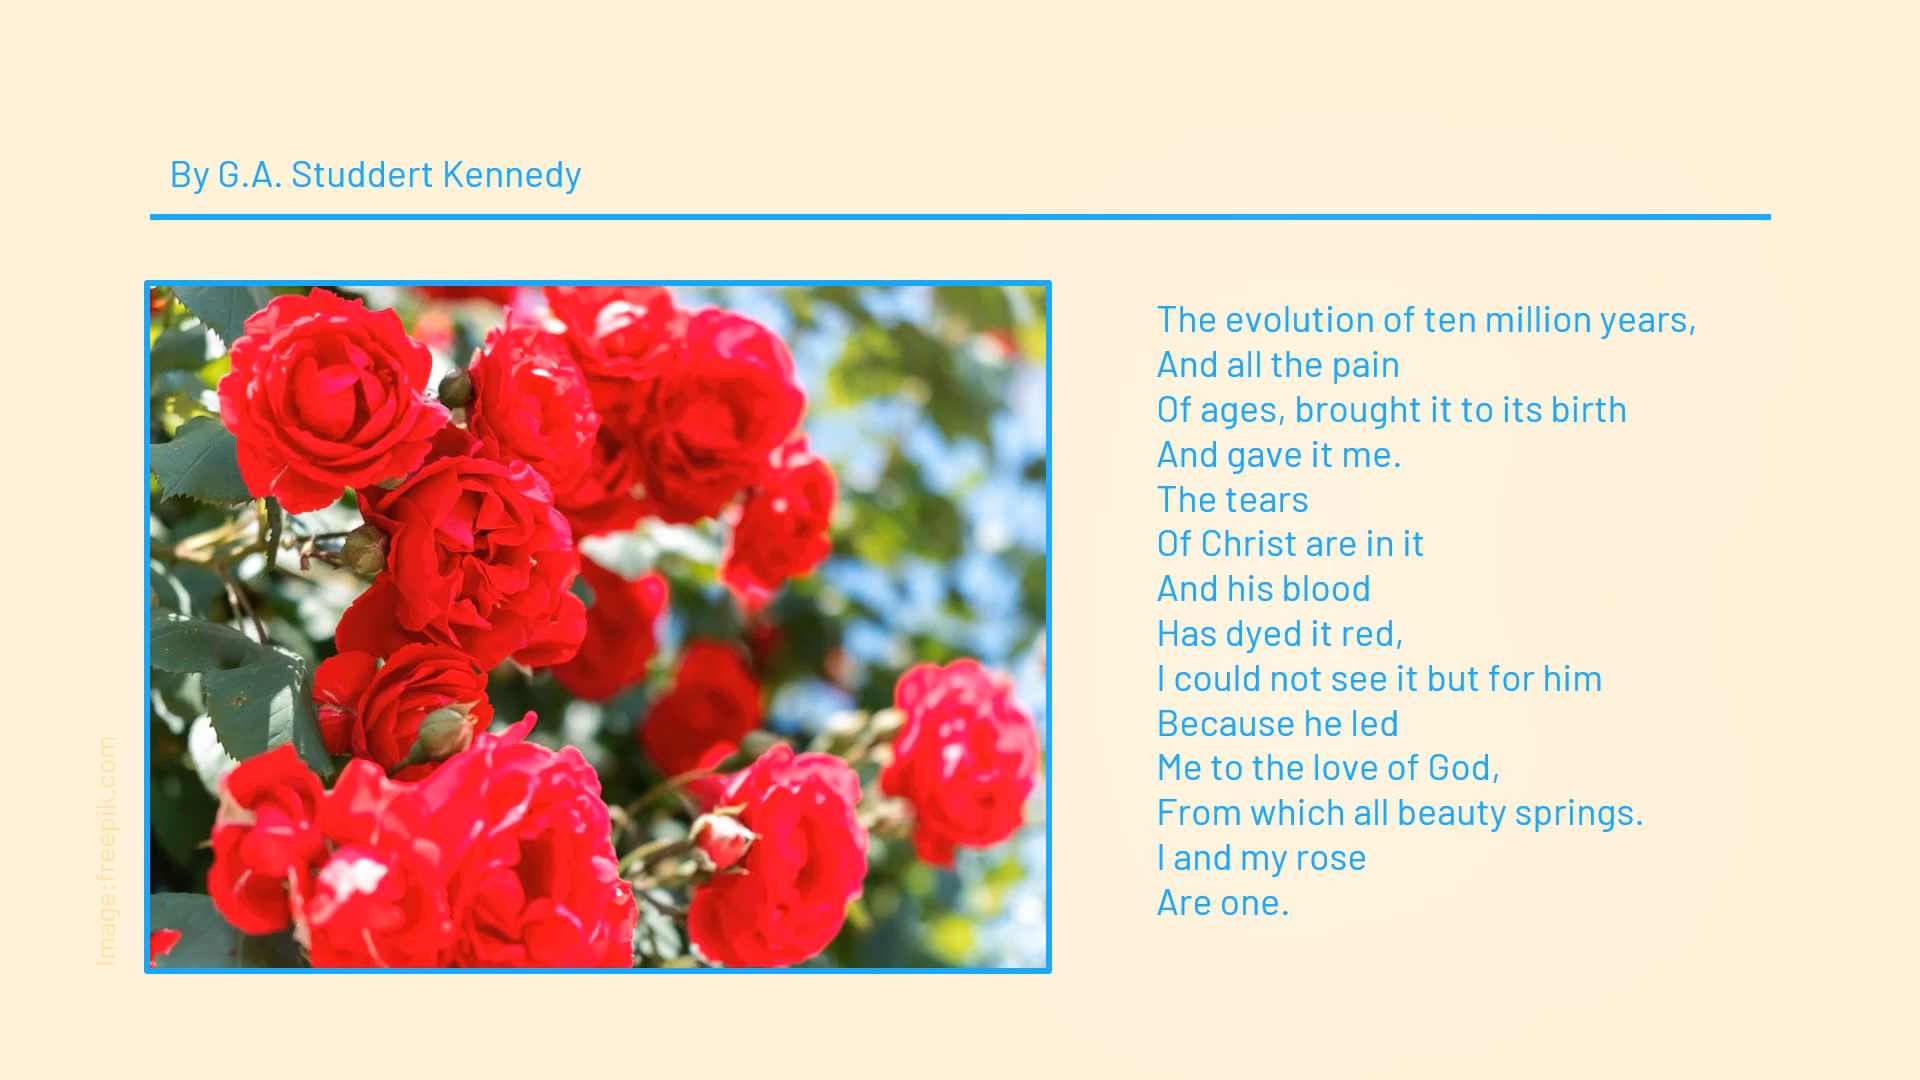 By G.A. Studdert Kennedy
The evolution of ten million years,
And all the pain
Of ages, brought it to its birth
And gave it me.
The tears
Of Christ are in it
And his blood
Has dyed it red,
I could not see it but for him
Because he led
Me to the love of God,
From which all beauty springs.
I and my rose
Are one.
Image:freepik.com